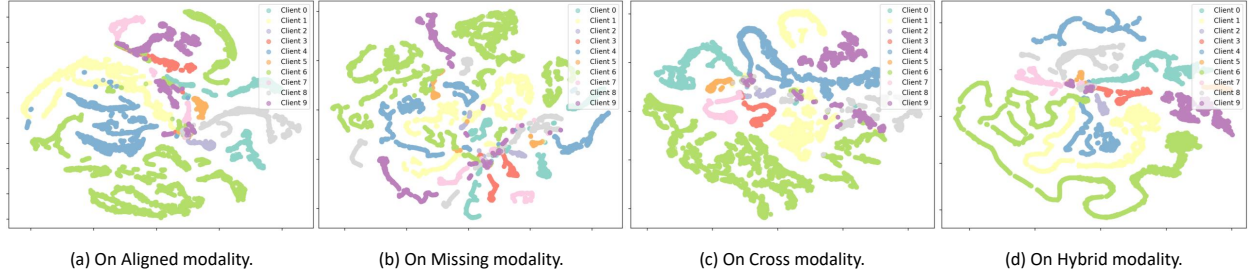 Client 0
Client 1
Client 2
Client 3
Client 4
Client 5
Client 6
Client 7
Client 8
Client 9
Client 0
Client 1
Client 2
Client 3
Client 4
Client 5
Client 6
Client 7
Client 8
Client 9
Client 0
Client 1
Client 2
Client 3
Client 4
Client 5
Client 6
Client 7
Client 8
Client 9
Client 0
Client 1
Client 2
Client 3
Client 4
Client 5
Client 6
Client 7
Client 8
Client 9
(a) On Aligned modality.
(b) On Missing modality.
(c) On Cross modality.
(d) On Hybrid modality.